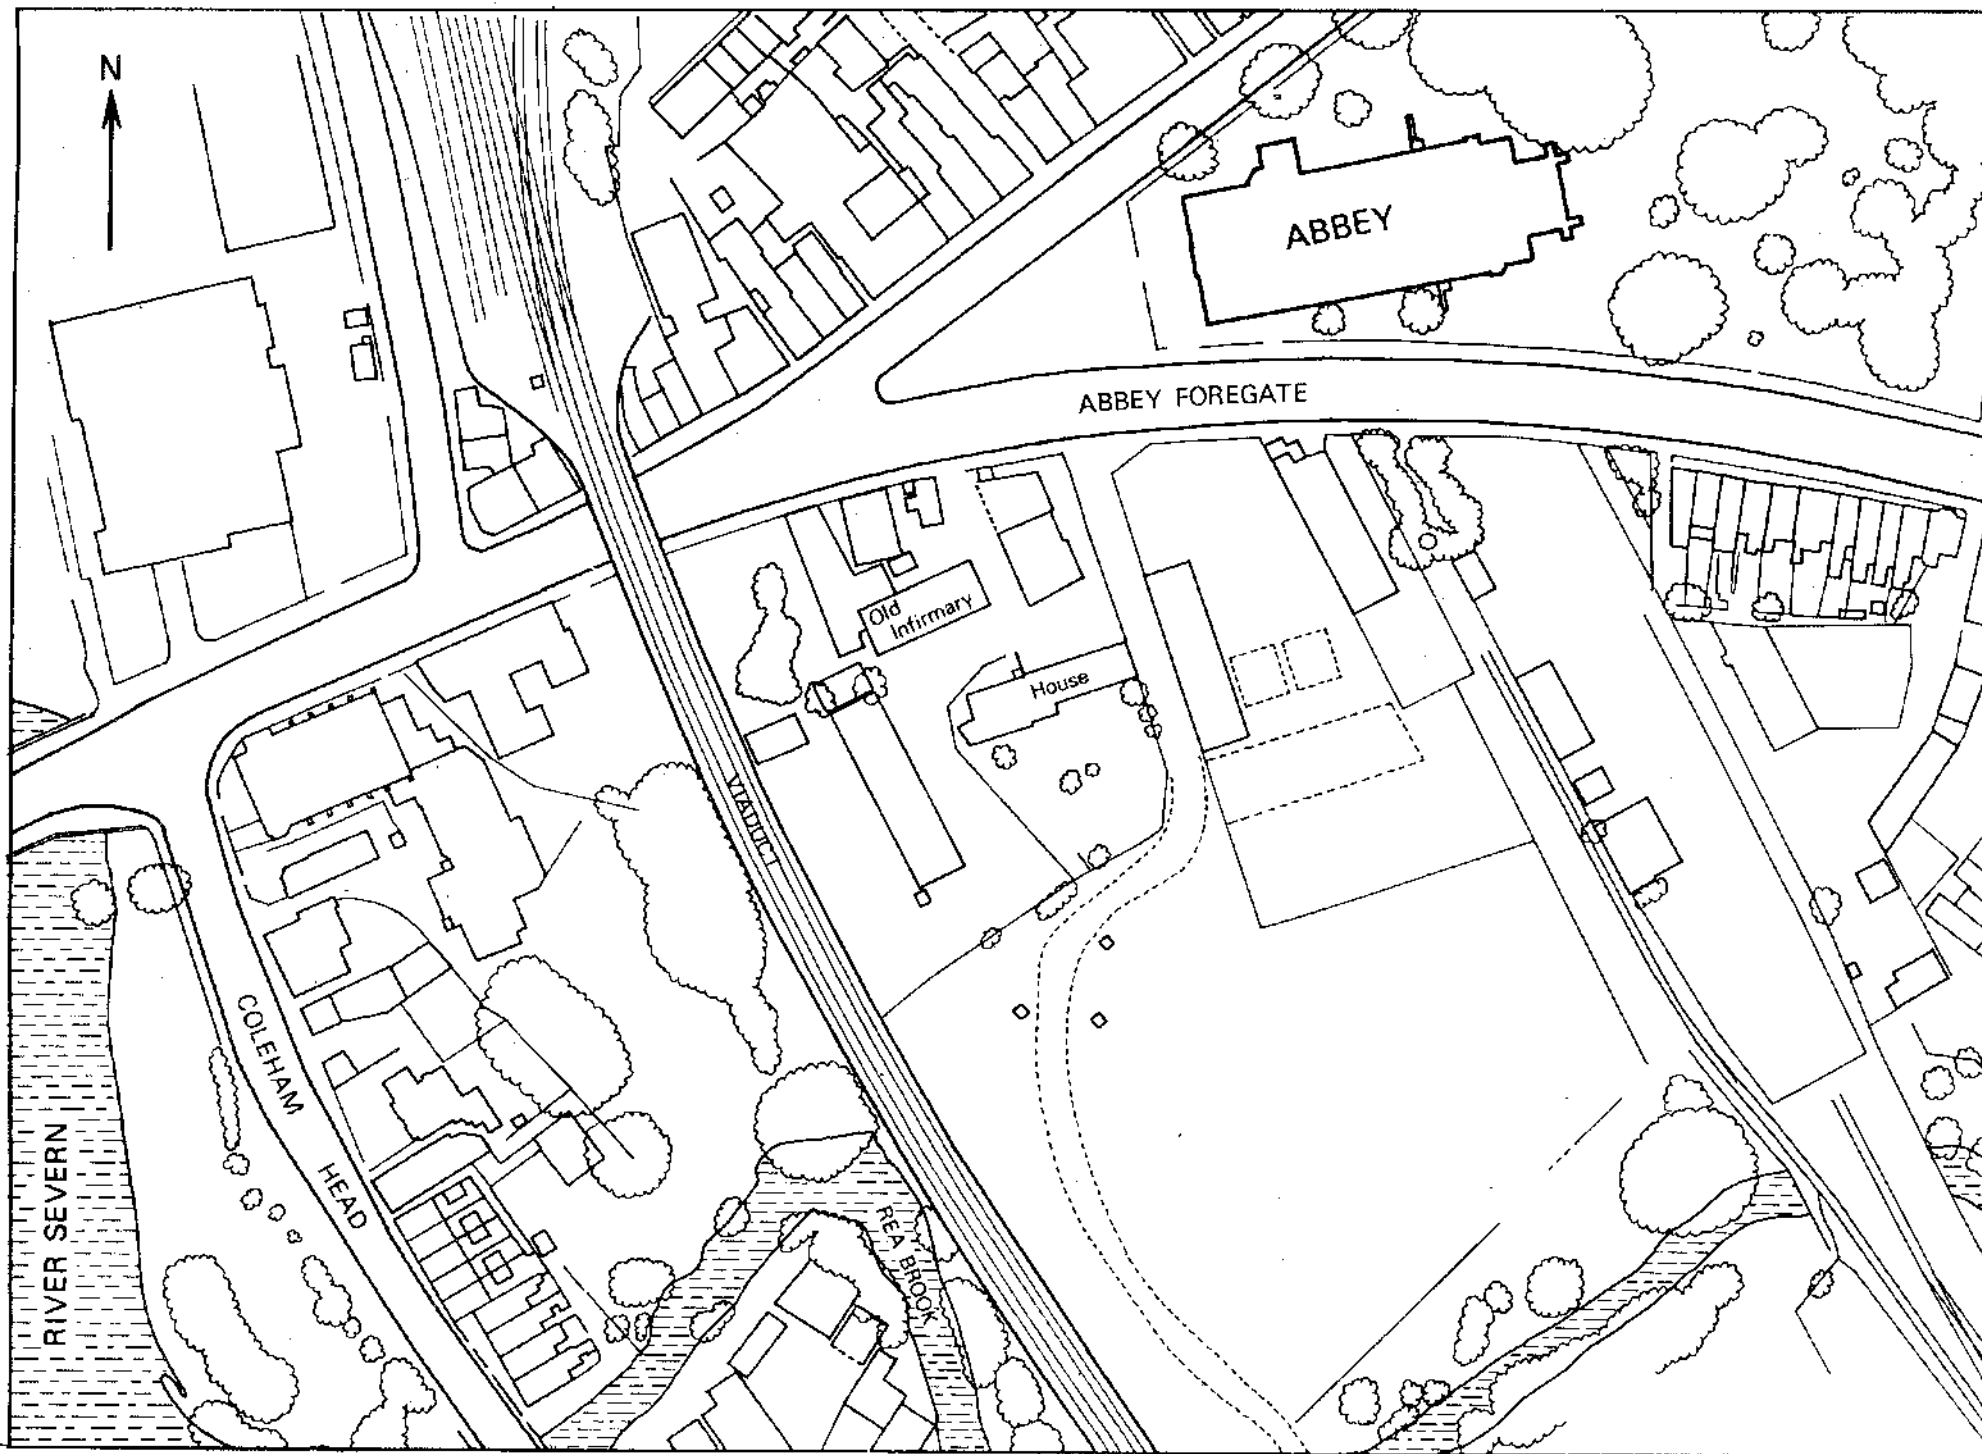 N
ABBEY
ABBEY FOREGATE
Old
Infirmary
House
VIADUCT
COLEHAM
HEAD
RIVER SEVERN
REA BROOK